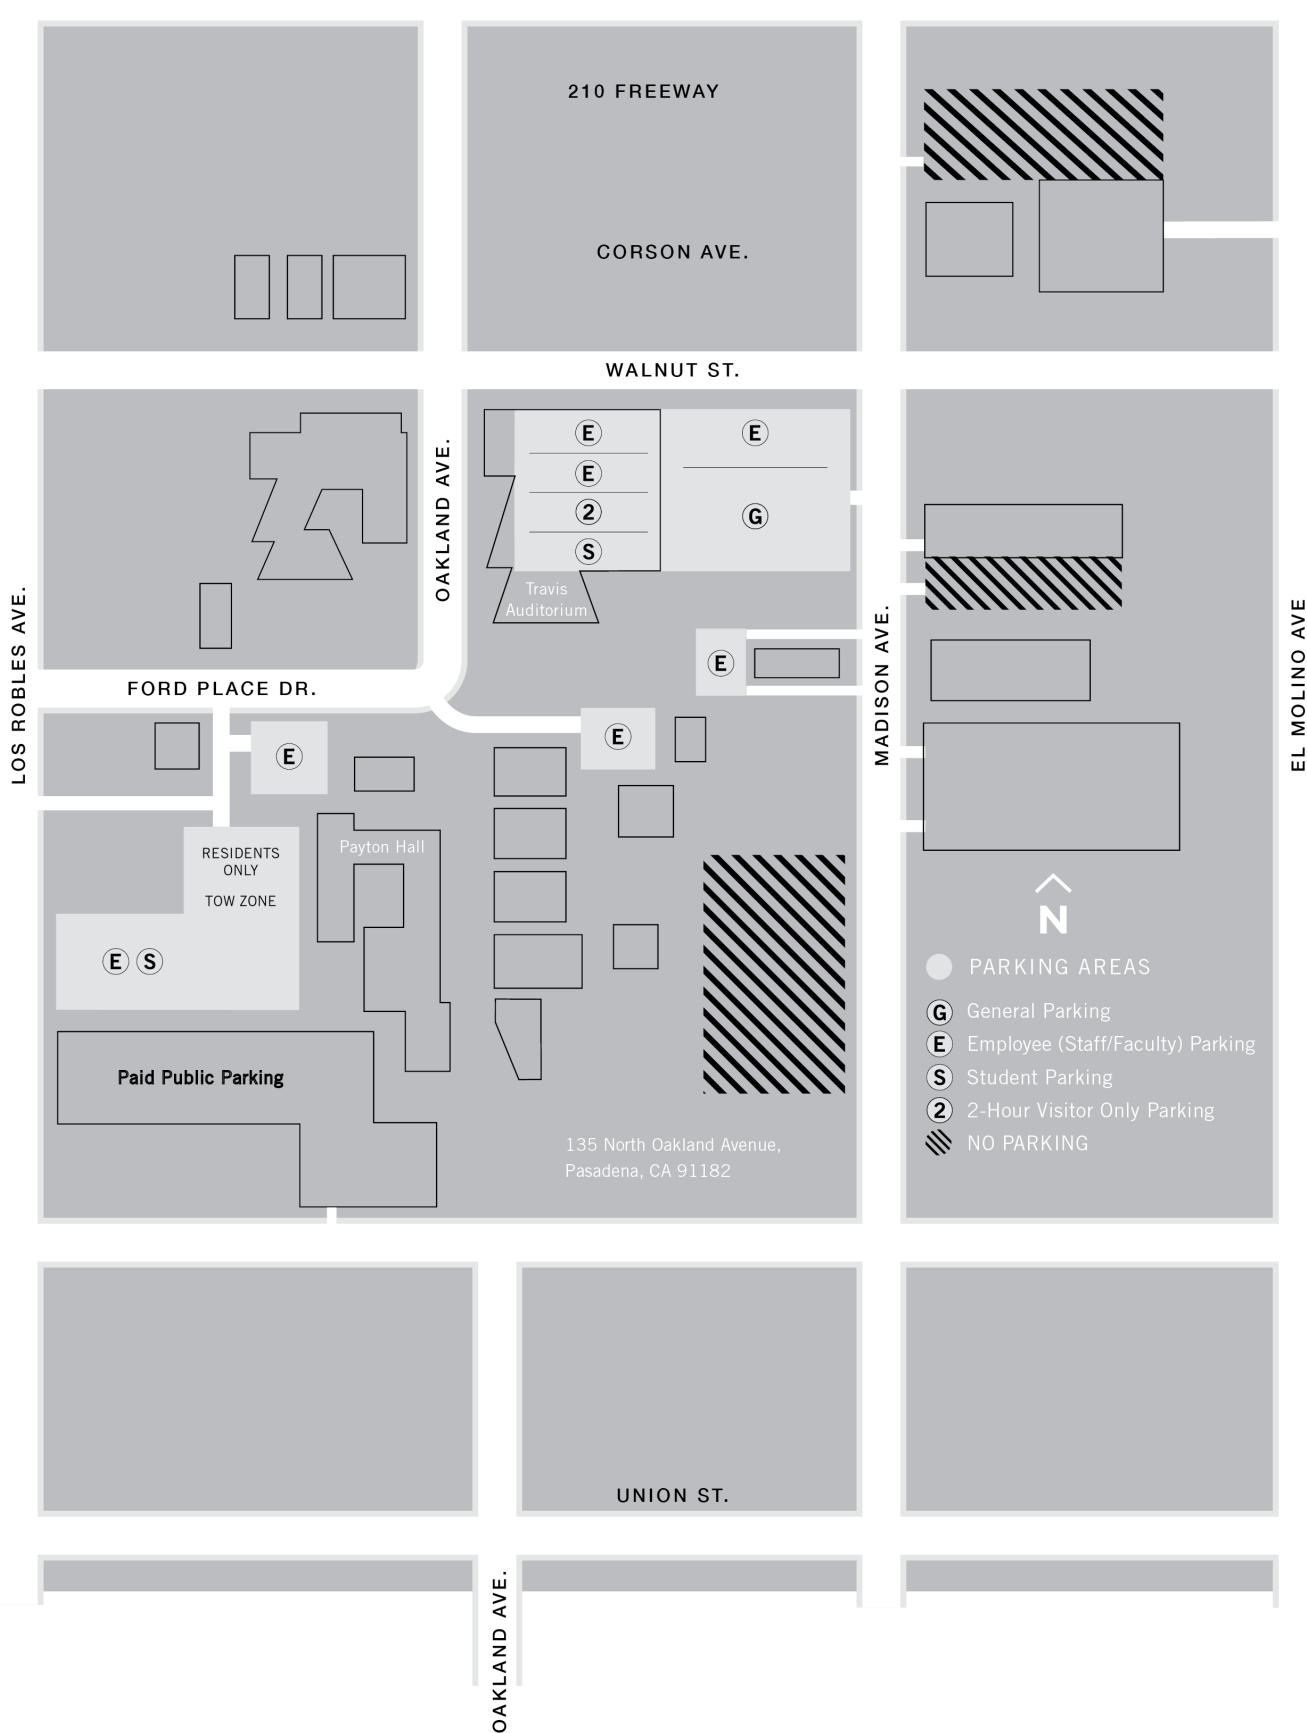 210 FREEWAY
CORSON AVE.
WALNUT ST.
OAKLAND AVE.
E
E
E
2
G
S
Travis
Auditorium
LOS ROBLES AVE.
FORD PLACE DR.
E
E
E
MADISON AVE.
EL MOLINO AVE
RESIDENTS
ONLY
TOW ZONE
Payton Hall
E S
Paid Public Parking
N
PARKING AREAS
G General Parking
E Employee (Staff/Faculty) Parking
S Student Parking
2 2-Hour Visitor Only Parking
NO PARKING
135 North Oakland Avenue,
Pasadena, CA 91182
UNION ST.
OAKLAND AVE.